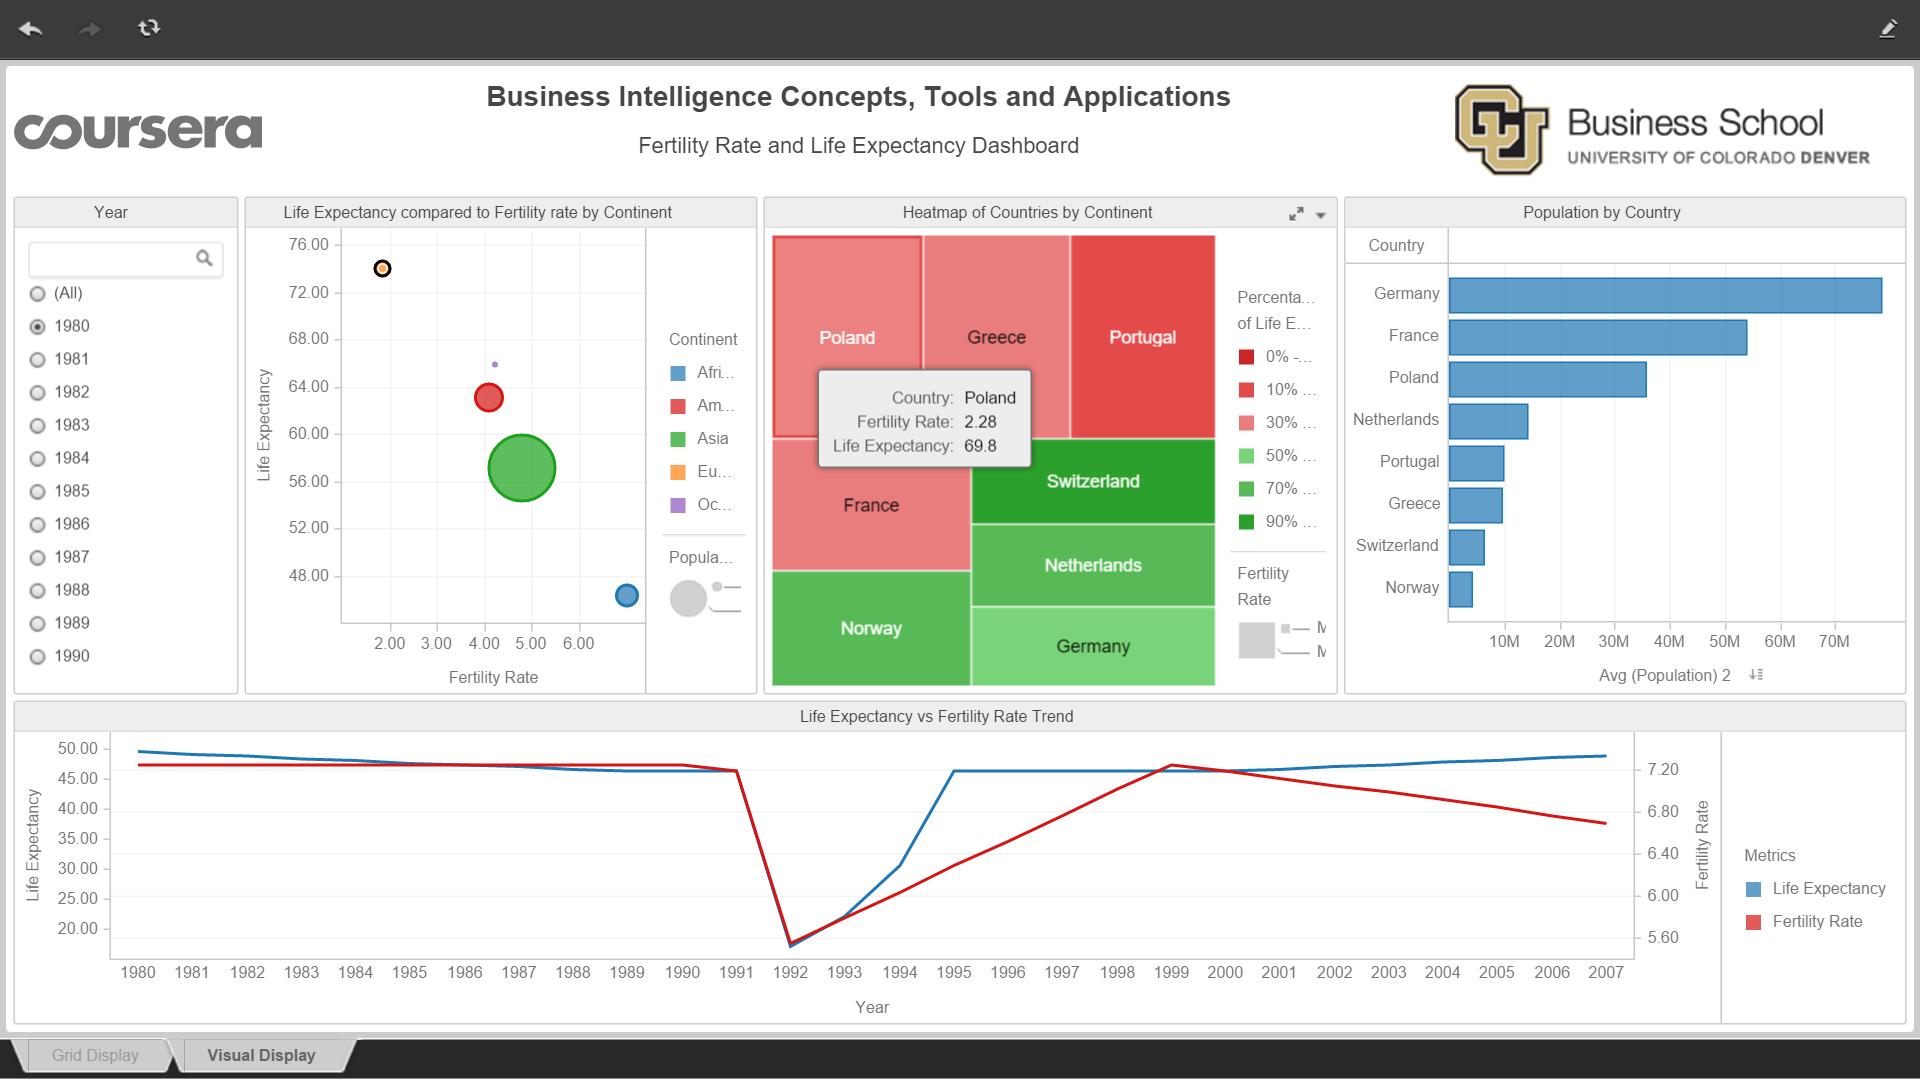 coursera
Business Intelligence Concepts, Tools and Applications
Fertility Rate and Life Expectancy Dashboard
CU
Business School
UNIVERSITY OF COLORADO DENVER
Year
(All)
1980
1981
1982
1983
1984
1985
1986
1987
1988
1989
1990
Life Expectancy compared to Fertility rate by Continent
Life Expectancy
76.00
72.00
68.00
64.00
60.00
56.00
52.00
48.00
2.00 3.00 4.00 5.00 6.00
Fertility Rate
Continent
Afri...
Am...
Asia
Eu...
Oc...
Popula...
Heatmap of Countries by Continent
Poland
Greece
Portugal
Country: Poland
Fertility Rate: 2.28
Life Expectancy: 69.8
France
Switzerland
Netherlands
Norway
Germany
Percenta...
of Life E...
0% -...
10% ...
30% ...
50% ...
70% ...
90% ...
Fertility
Rate
M
M
Population by Country
Country
Germany
France
Poland
Netherlands
Portugal
Greece
Switzerland
Norway
10M 20M 30M 40M 50M 60M 70M
Avg (Population) 2
Life Expectancy vs Fertility Rate Trend
Life Expectancy
50.00
45.00
40.00
35.00
30.00
25.00
20.00
7.20
6.80
6.40
6.00
5.60
Fertility Rate
1980 1981 1982 1983 1984 1985 1986 1987 1988 1989 1990 1991 1992 1993 1994 1995 1996 1997 1998 1999 2000 2001 2002 2003 2004 2005 2006 2007
Year
Metrics
Life Expectancy
Fertility Rate
Grid Display
Visual Display